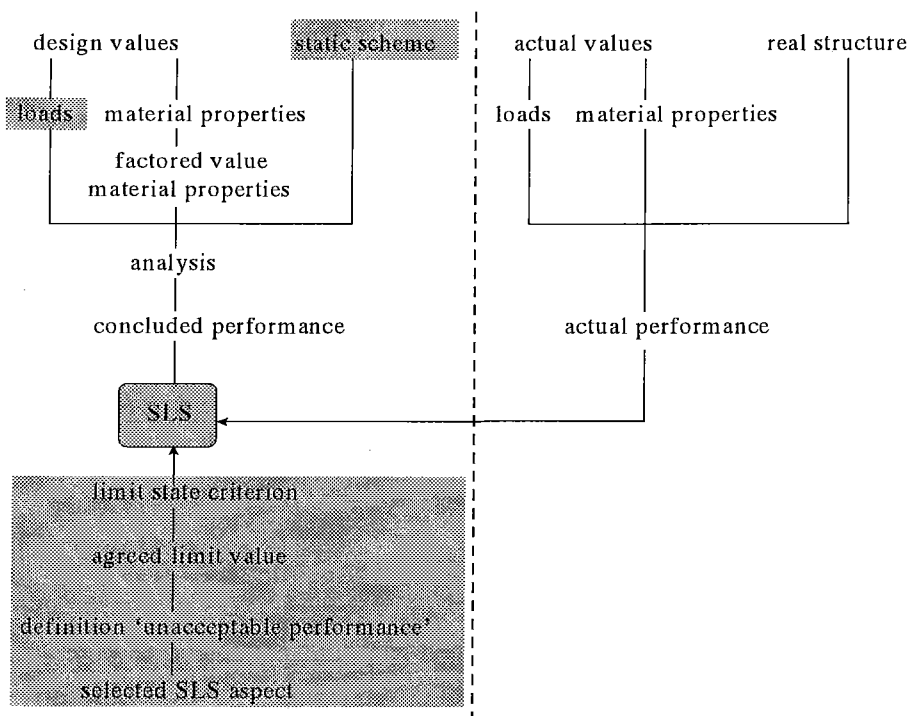 design values
static scheme
actual values
real structure
loads
material properties
loads
material properties
factored value
material properties
analysis
concluded performance
actual performance
SLS
limit state criterion
agreed limit value
definition ‘unacceptable performance’
selected SLS aspect